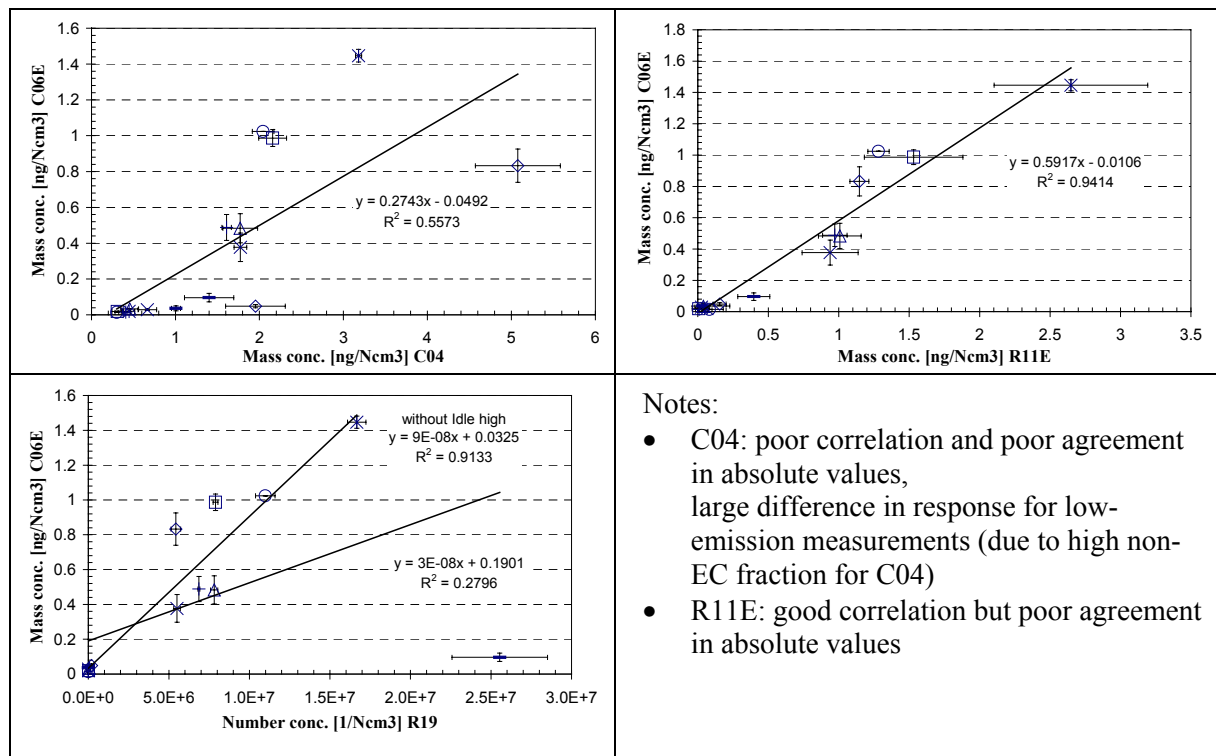 1.6
1.4
1.2
1
0.8
0.6
0.4
0.2
0
Mass conc. [ng/Ncm3] C06E
y = 0.2743x - 0.0492
R2 = 0.5573
0 1 2 3 4 5 6
Mass conc. [ng/Ncm3] C04
1.8
1.6
1.4
1.2
1
0.8
0.6
0.4
0.2
0
Mass conc. [ng/Ncm3] C06E
y = 0.5917x - 0.0106
R2 = 0.9414
0 0.5 1 1.5 2 2.5 3 3.5
Mass conc. [ng/Ncm3] R11E
1.6
1.4
1.2
1
0.8
0.6
0.4
0.2
0
Mass conc. [ng/Ncm3] C06E
without Idle high
y = 9E-08x + 0.0325
R2 = 0.9133
y = 3E-08x + 0.1901
R2 = 0.2796
0.0E+0 5.0E+6 1.0E+7 1.5E+7 2.0E+7 2.5E+7 3.0E+7
Number conc. [1/Ncm3] R19
Notes:
• C04: poor correlation and poor agreement
in absolute values,
large difference in response for low-
emission measurements (due to high non-
EC fraction for C04)
• R11E: good correlation but poor agreement
in absolute values